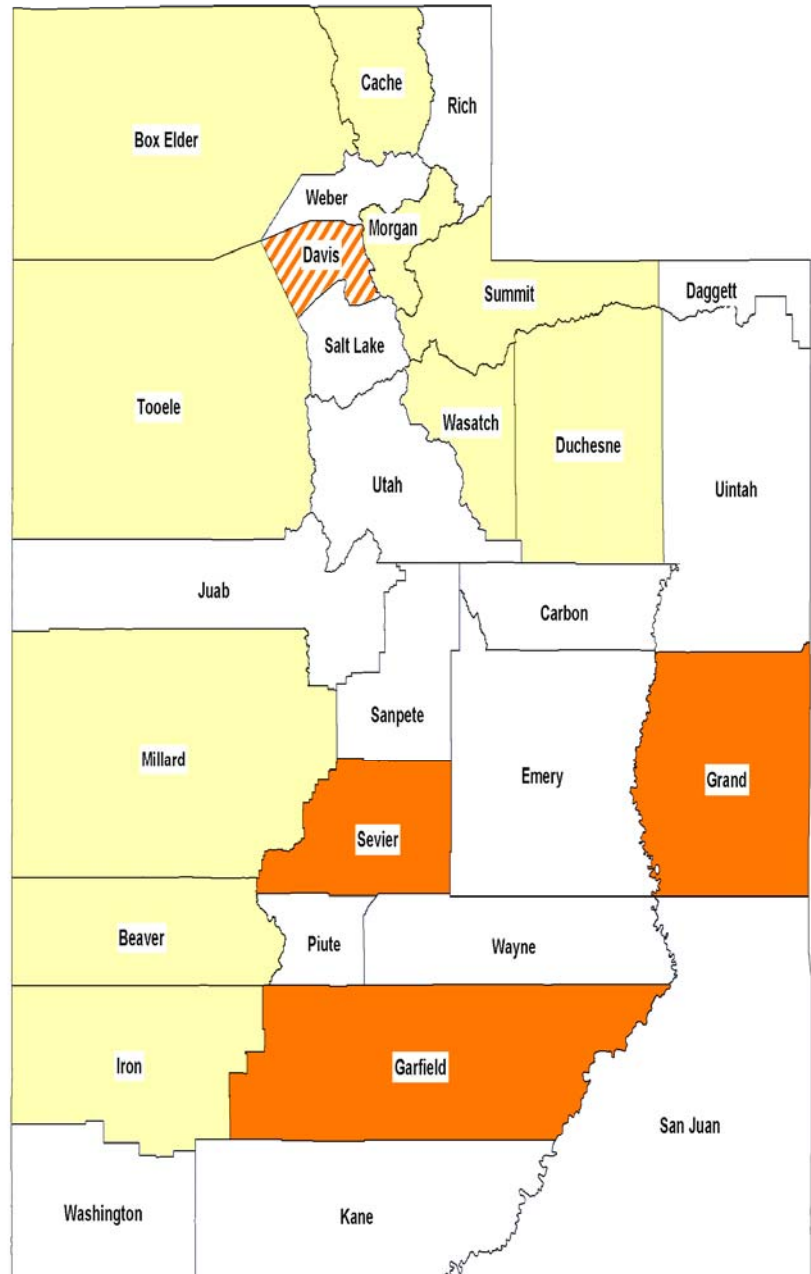 Cache
Rich
Box Elder
Weber
Morgan
Davis
Summit
Daggett
Salt Lake
Tooele
Wasatch
Duchesne
Utah
Uintah
Juab
Carbon
Sanpete
Millard
Emery
Grand
Sevier
Beaver
Piute
Wayne
Iron
Garfield
San Juan
Washington
Kane